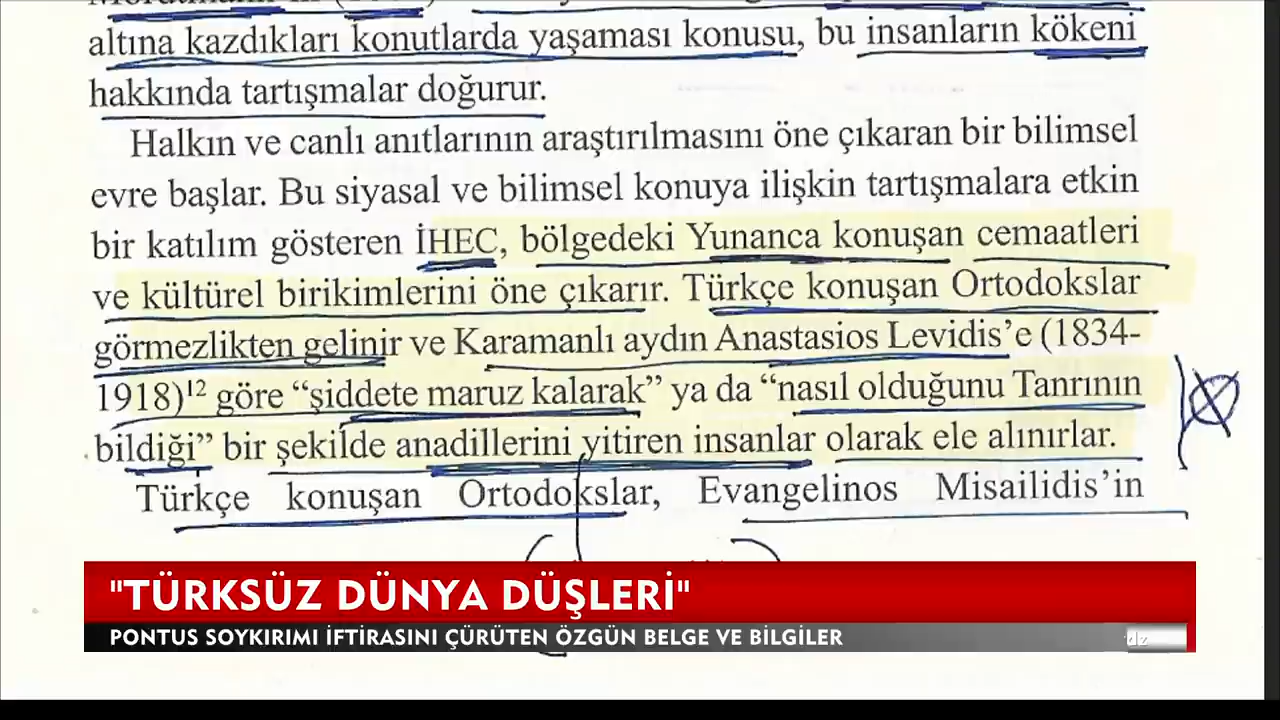 altına kazdıkları konutlarda yaşaması konusu, bu insanların kökeni
hakkında tartışmalar doğurur.
Halkın ve canlı anıtlarının araştırılmasını öne çıkaran bir bilimsel
evre başlar. Bu siyasal ve bilimsel konuya ilişkin tartışmalara etkin
bir katılım gösteren İHEC, bölgedeki Yunanca konuşan cemaatleri
ve kültürel birikimlerini öne çıkarır. Türkçe konuşan Ortodokslar
görmezlikten gelinir ve Karamanlı aydın Anastasios Levidis’e (1834-
1918)¹² göre “şiddete maruz kalarak” ya da “nasıl olduğunu Tanrının
bildiği” bir şekilde anadillerini yitiren insanlar olarak ele alınırlar.
Türkçe konuşan Ortodokslar, Evangelinos Misailidis’in
"TÜRKSÜZ DÜNYA DÜŞLERİ"
PONTUS SOYKIRIMI İFTİRASINI ÇÜRÜTEN ÖZGÜN BELGE VE BİLGİLER